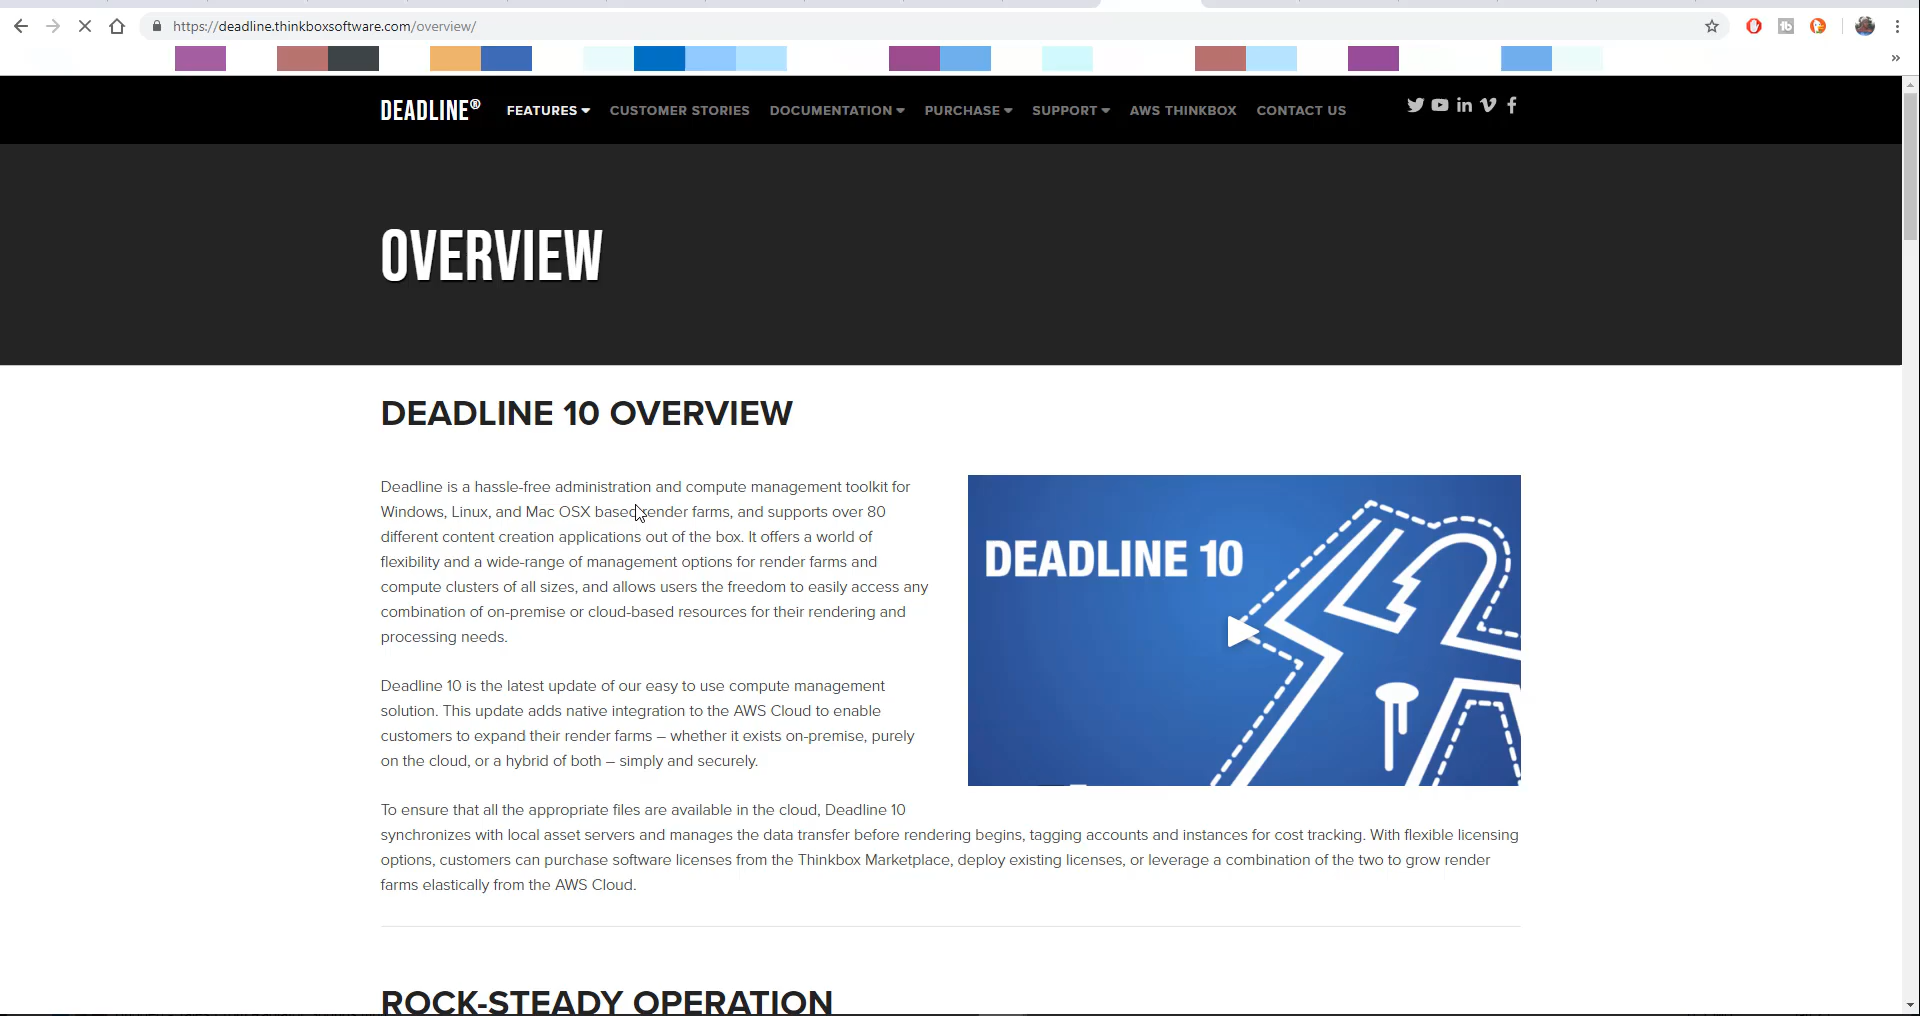 https://deadline.thinkboxsoftware.com/overview/
DEADLINE® FEATURES CUSTOMER STORIES DOCUMENTATION PURCHASE SUPPORT AWS THINKBOX CONTACT US
OVERVIEW
DEADLINE 10 OVERVIEW
Deadline is a hassle-free administration and compute management toolkit for
Windows, Linux, and Mac OSX based render farms, and supports over 80
different content creation applications out of the box. It offers a world of
flexibility and a wide-range of management options for render farms and
compute clusters of all sizes, and allows users the freedom to easily access any
combination of on-premise or cloud-based resources for their rendering and
processing needs.
DEADLINE 10
Deadline 10 is the latest update of our easy to use compute management
solution. This update adds native integration to the AWS Cloud to enable
customers to expand their render farms – whether it exists on-premise, purely
on the cloud, or a hybrid of both – simply and securely.
To ensure that all the appropriate files are available in the cloud, Deadline 10
synchronizes with local asset servers and manages the data transfer before rendering begins, tagging accounts and instances for cost tracking. With flexible licensing
options, customers can purchase software licenses from the Thinkbox Marketplace, deploy existing licenses, or leverage a combination of the two to grow render
farms elastically from the AWS Cloud.
ROCK-STEADY OPERATION